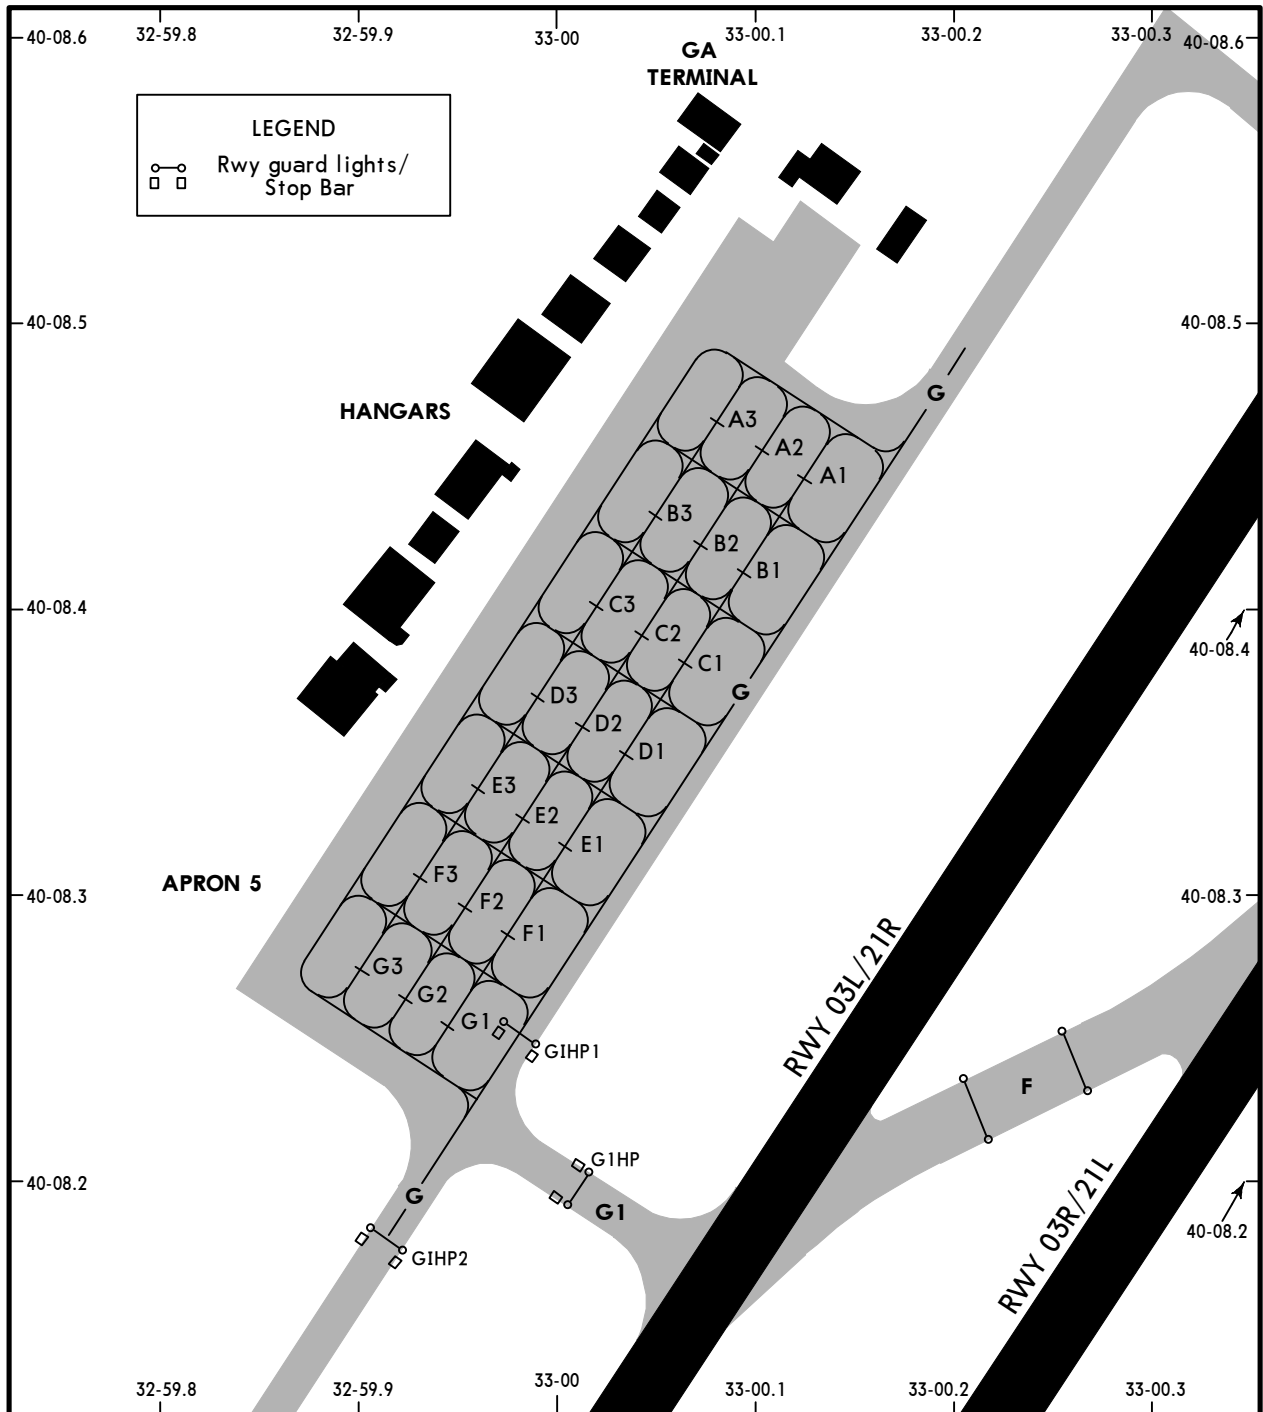 32-59.8
32-59.9
33-00
33-00.1
33-00.2
33-00.3
40-08.6
40-08.6
GA
TERMINAL
LEGEND
Rwy guard lights/
Stop Bar
40-08.5
40-08.5
HANGARS
G
A3
A2
A1
B3
B2
B1
40-08.4
40-08.4
C3
C2
C1
G
D3
D2
D1
E3
E2
E1
APRON 5
40-08.3
40-08.3
F3
F2
F1
G3
G2
G1
GIHP1
RWY 03L/21R
F
G1HP
40-08.2
G
G1
40-08.2
GIHP2
RWY 03R/21L
32-59.8
32-59.9
33-00
33-00.1
33-00.2
33-00.3